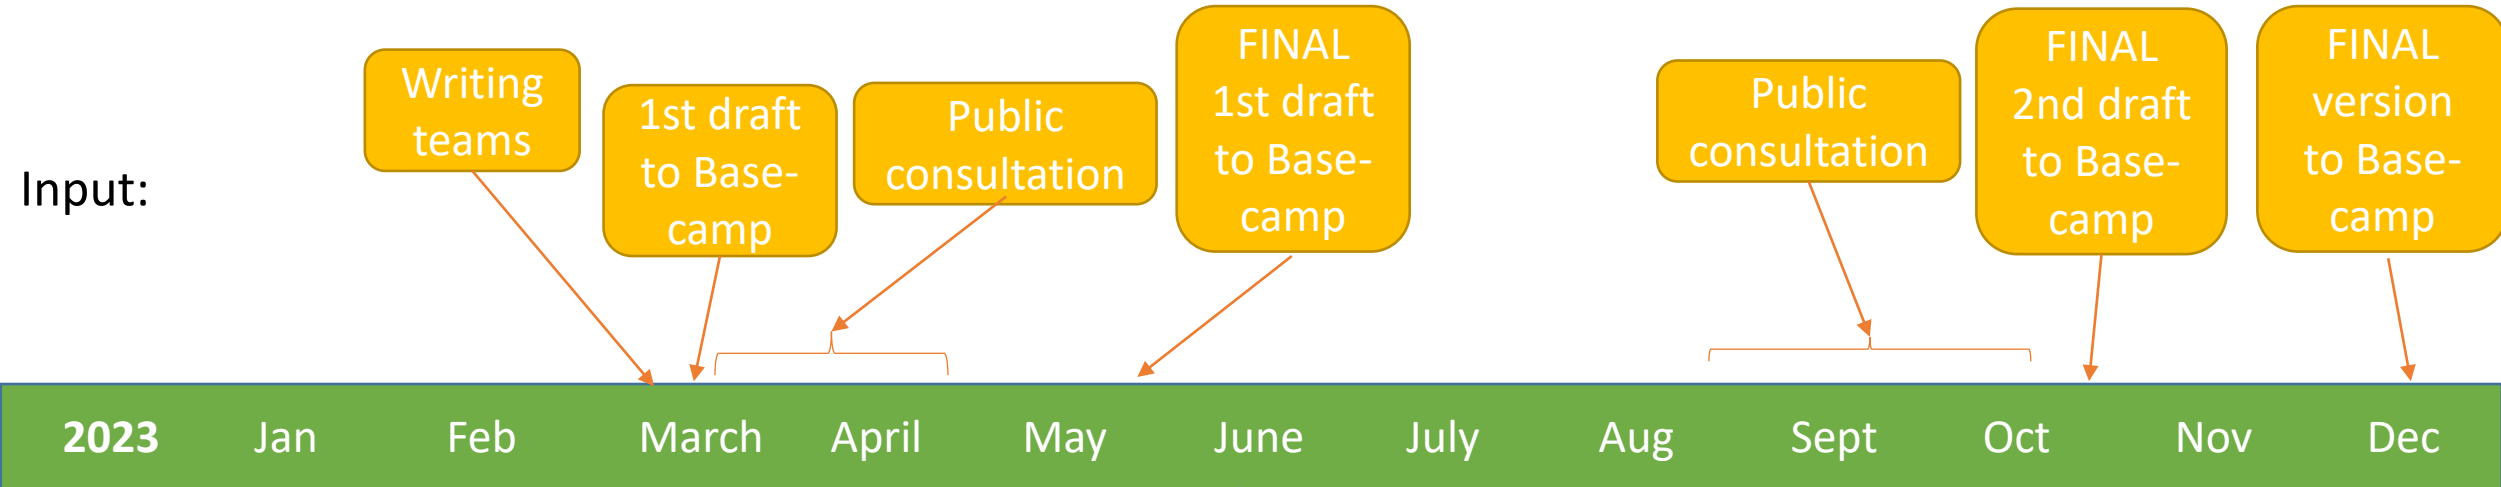 Input:
Writing
teams
1st draft
to Base-
camp
Public
consultation
FINAL
1st draft
to Base-
camp
Public
consultation
FINAL
2nd draft
to Base-
camp
FINAL
version
to Base-
camp
2023 Jan Feb March April May June July Aug Sept Oct Nov Dec